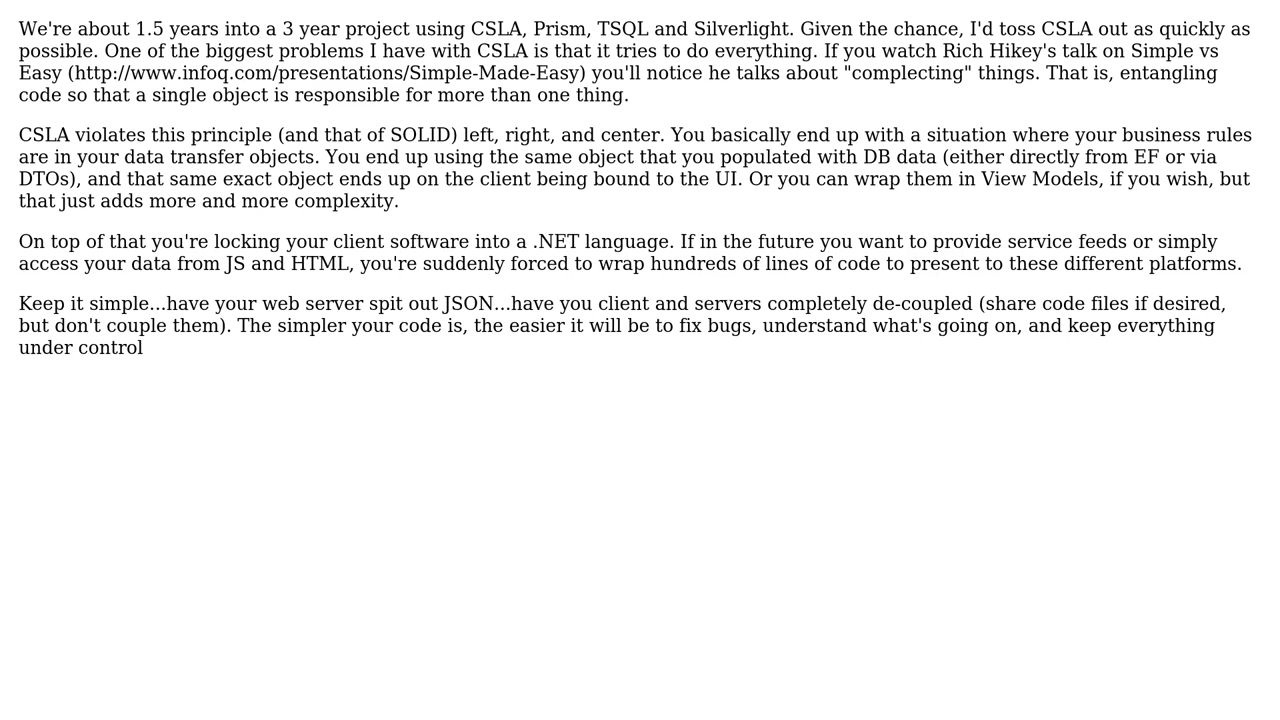 We're about 1.5 years into a 3 year project using CSLA, Prism, TSQL and Silverlight. Given the chance, I'd toss CSLA out as quickly as
possible. One of the biggest problems I have with CSLA is that it tries to do everything. If you watch Rich Hikey's talk on Simple vs
Easy (http://www.infoq.com/presentations/Simple-Made-Easy) you'll notice he talks about "complecting" things. That is, entangling
code so that a single object is responsible for more than one thing.
CSLA violates this principle (and that of SOLID) left, right, and center. You basically end up with a situation where your business rules
are in your data transfer objects. You end up using the same object that you populated with DB data (either directly from EF or via
DTOs), and that same exact object ends up on the client being bound to the UI. Or you can wrap them in View Models, if you wish, but
that just adds more and more complexity.
On top of that you're locking your client software into a .NET language. If in the future you want to provide service feeds or simply
access your data from JS and HTML, you're suddenly forced to wrap hundreds of lines of code to present to these different platforms.
Keep it simple...have your web server spit out JSON...have you client and servers completely de-coupled (share code files if desired,
but don't couple them). The simpler your code is, the easier it will be to fix bugs, understand what's going on, and keep everything
under control